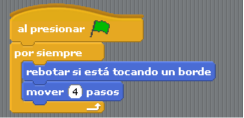 al presionar
por siempre
rebotar si está tocando un borde
mover 4 pasos